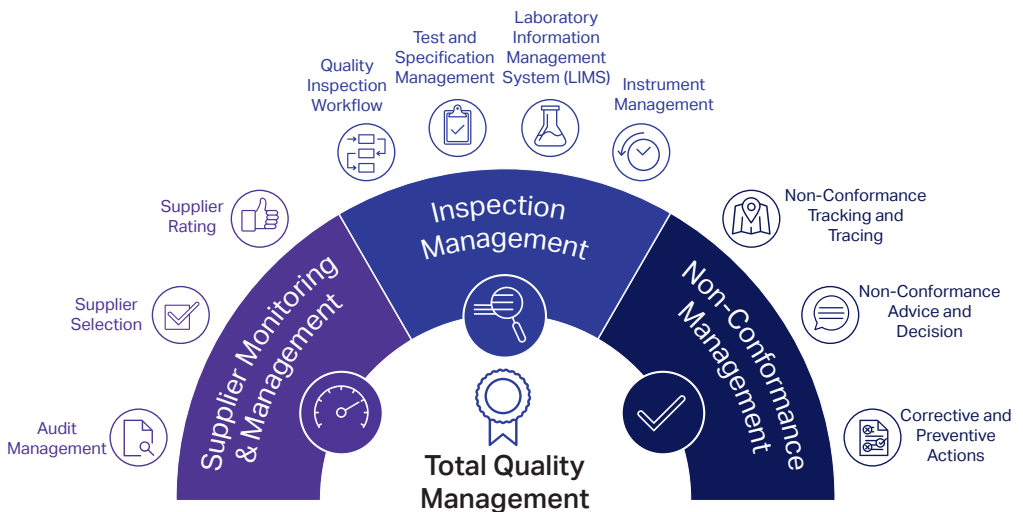 Audit
Management
Supplier
Selection
Supplier
Rating
Quality
Inspection
Workflow
Test and
Specification
Management
Laboratory
Information
Management
System (LIMS)
Instrument
Management
Non-Conformance
Tracking and
Tracing
Non-Conformance
Advice and
Decision
Corrective and
Preventive
Actions
Supplier Monitoring
& Management
Inspection
Management
Non-Conformance
Management
Total Quality
Management